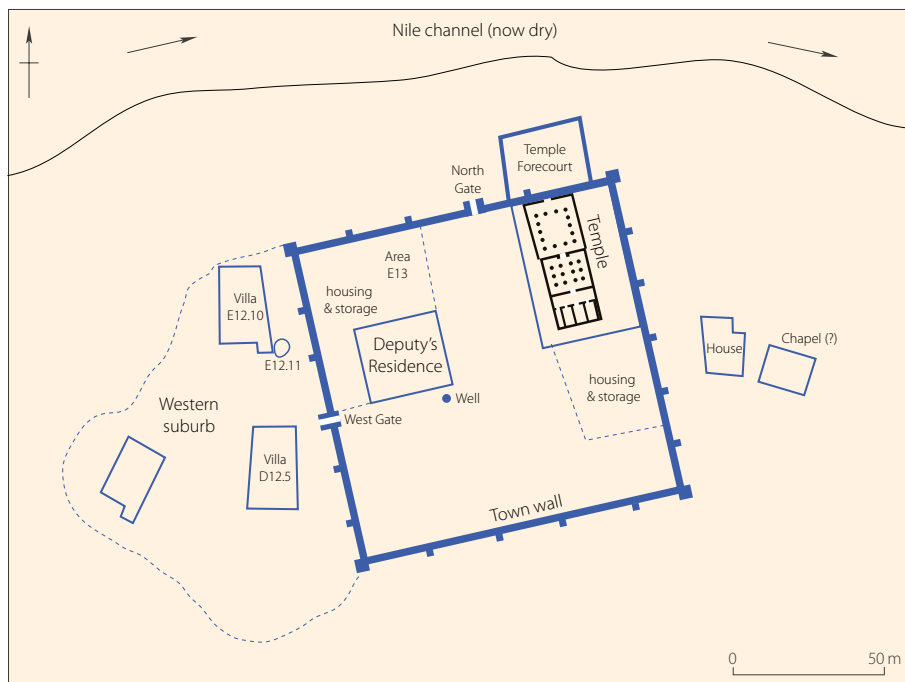 Nile channel (now dry)
Temple
Forecourt
North
Gate
Temple
Area
E13
housing
& storage
Villa
E12.10
E12.11
Deputy's
Residence
House
Chapel (?)
housing
& storage
Well
Western
suburb
West Gate
Villa
D12.5
Town wall
0 50 m